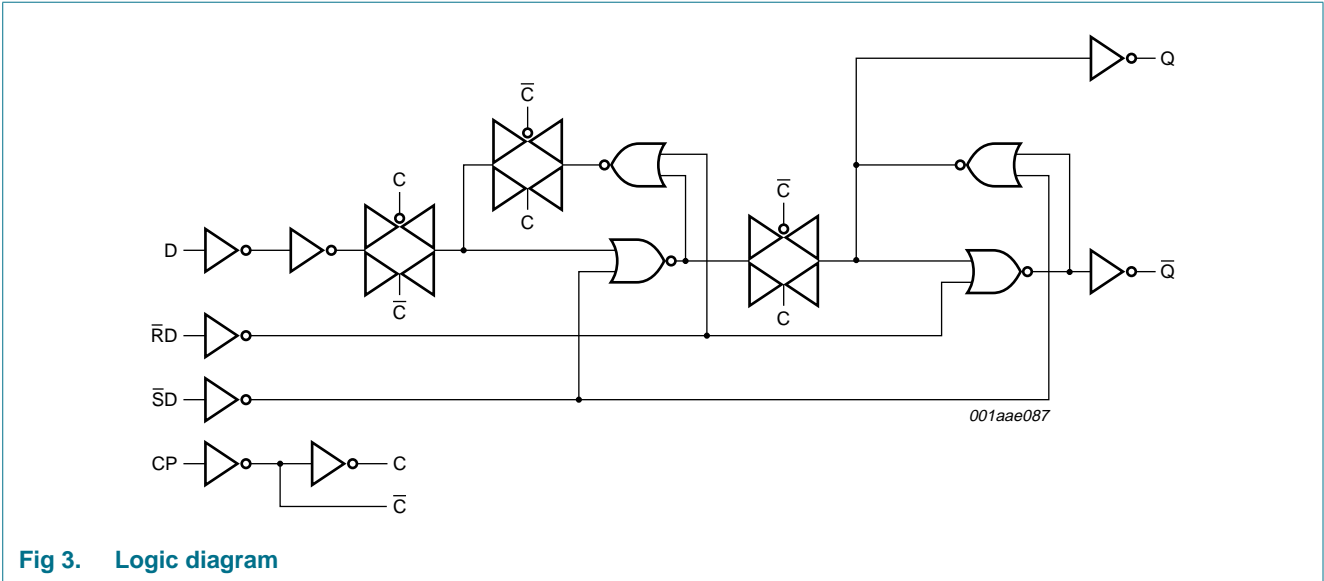 Q
C̅
C
C̅
C
D
C̅
C
Q̅
R̅D
S̅D
001aae087
CP
C
C̅
Fig 3. Logic diagram